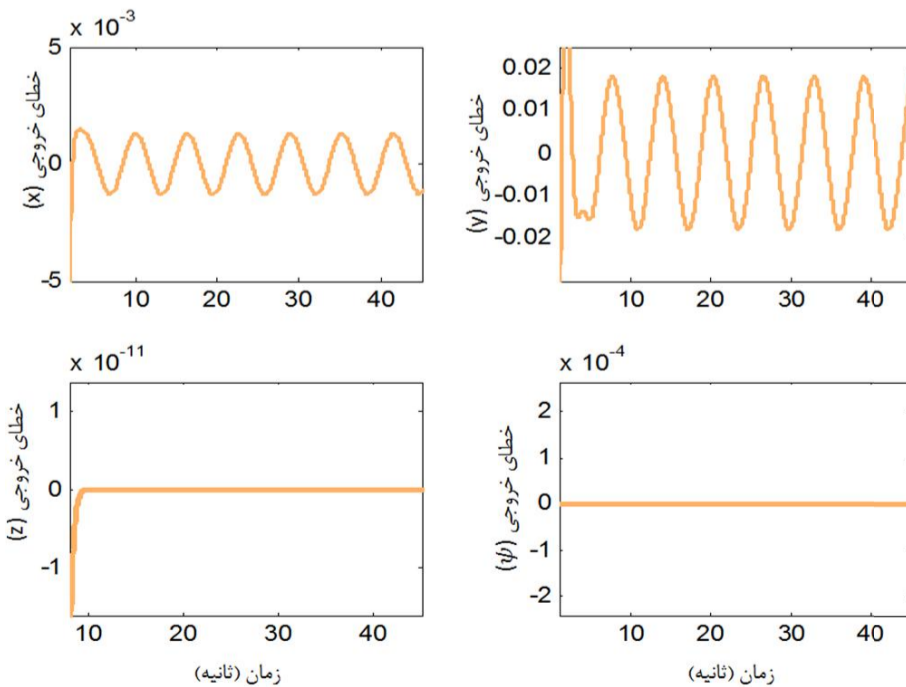 x 10-3
5
0
-5
خطای خروجی (x)
10 20 30 40
0.02
0.01
0
-0.01
-0.02
خطای خروجی (y)
10 20 30 40
x 10-11
1
0
-1
خطای خروجی (z)
10 20 30 40
زمان (ثانیه)
x 10-4
2
1
0
-1
-2
خطای خروجی (ψ)
10 20 30 40
زمان (ثانیه)